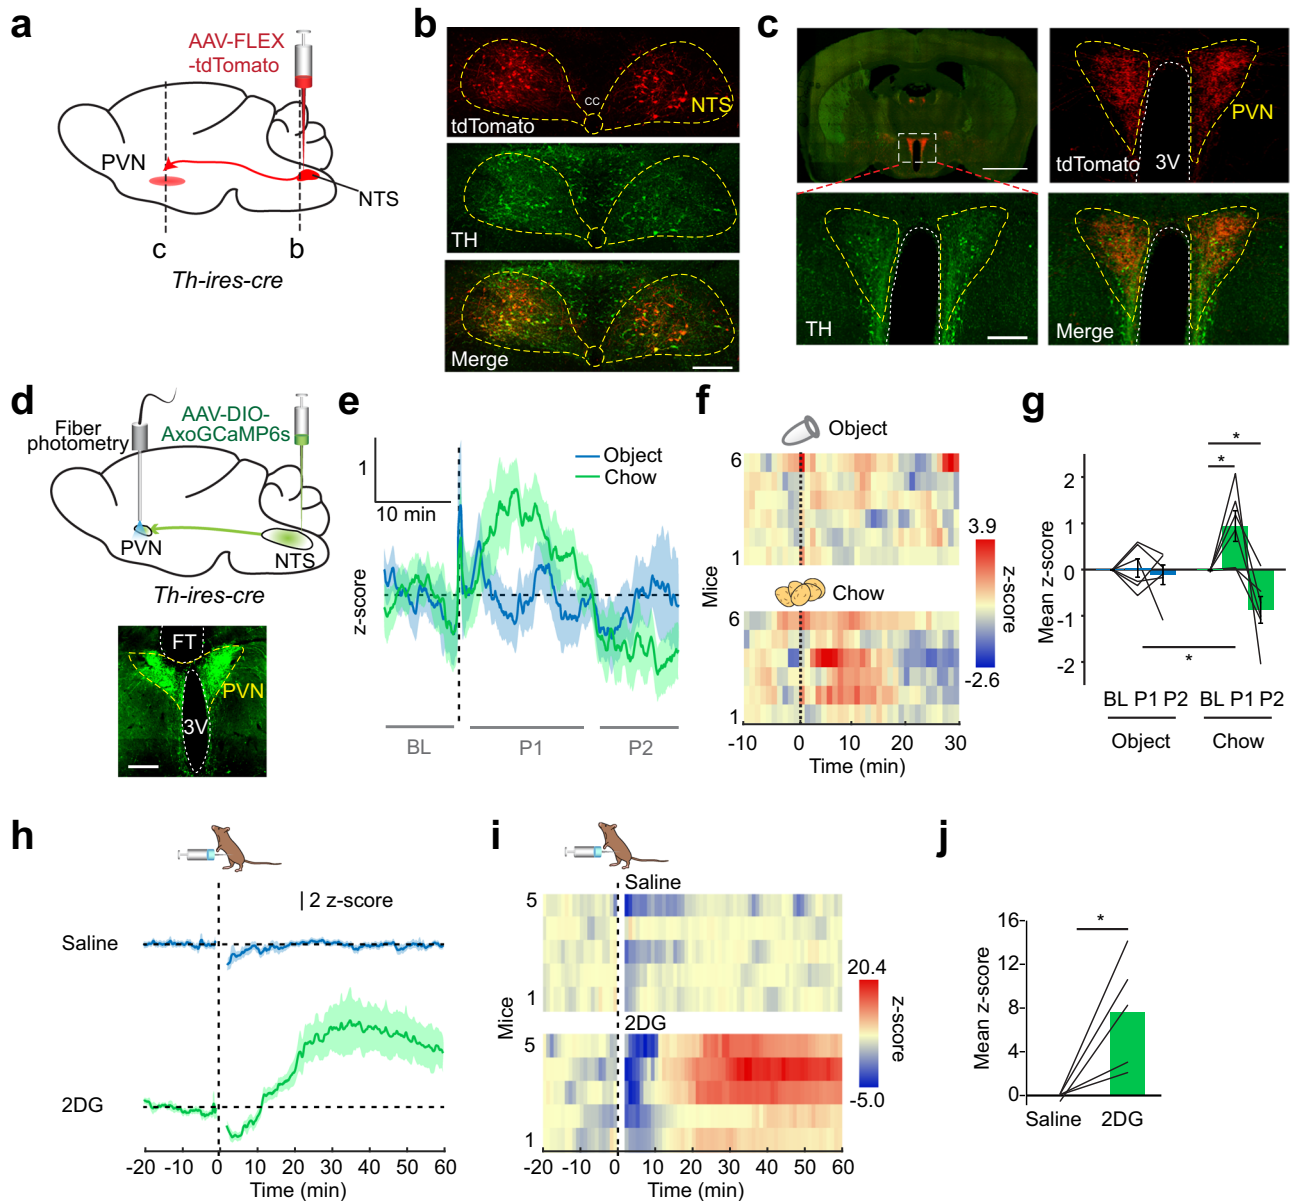 a
AAV-FLEX
-tdTomato
PVN
NTS
c
b
Th-ires-cre
b
cc
NTS
tdTomato
TH
Merge
c
PVN
tdTomato
3V
TH
Merge
d
Fiber
photometry
AAV-DIO-
AxoGCaMP6s
PVN
NTS
Th-ires-cre
FT
PVN
3V
e
1
10 min
Object
Chow
z-score
BL
P1
P2
f
Object
6
1
Chow
6
1
Mice
3.9
z-score
-2.6
-10 0 10 20 30
Time (min)
g
Mean z-score
2
1
0
-1
-2
*
*
*
BL P1 P2 BL P1 P2
Object Chow
h
2 z-score
Saline
2DG
-20 -10 0 10 20 30 40 50 60
Time (min)
i
Saline
5
1
2DG
5
1
Mice
20.4
z-score
-5.0
-20 -10 0 10 20 30 40 50 60
Time (min)
j
Mean z-score
16
12
8
4
0
*
Saline 2DG